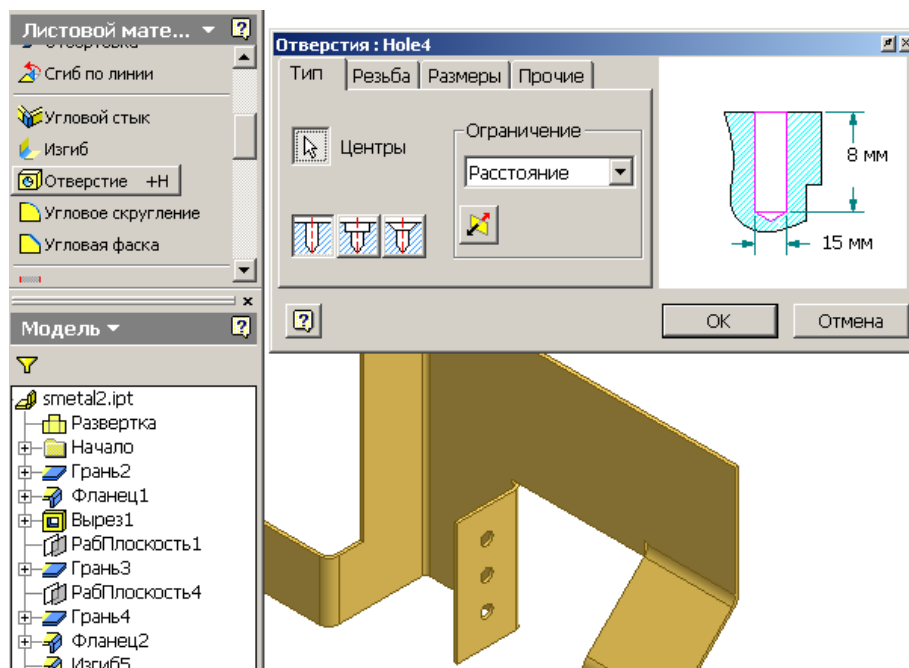 Листовой мате...
Сгиб по линии
Угловой стык
Изгиб
Отверстие +H
Угловое скругление
Угловая фаска
Модель
smetal2.ipt
Развертка
Начало
Грань2
Фланец1
Вырез1
РабПлоскость1
Грань3
РабПлоскость4
Грань4
Фланец2
Изгиб5
Отверстия : Hole4
Тип
Резьба
Размеры
Прочие
Центры
Ограничение
Расстояние
8 мм
15 мм
OK
Отмена